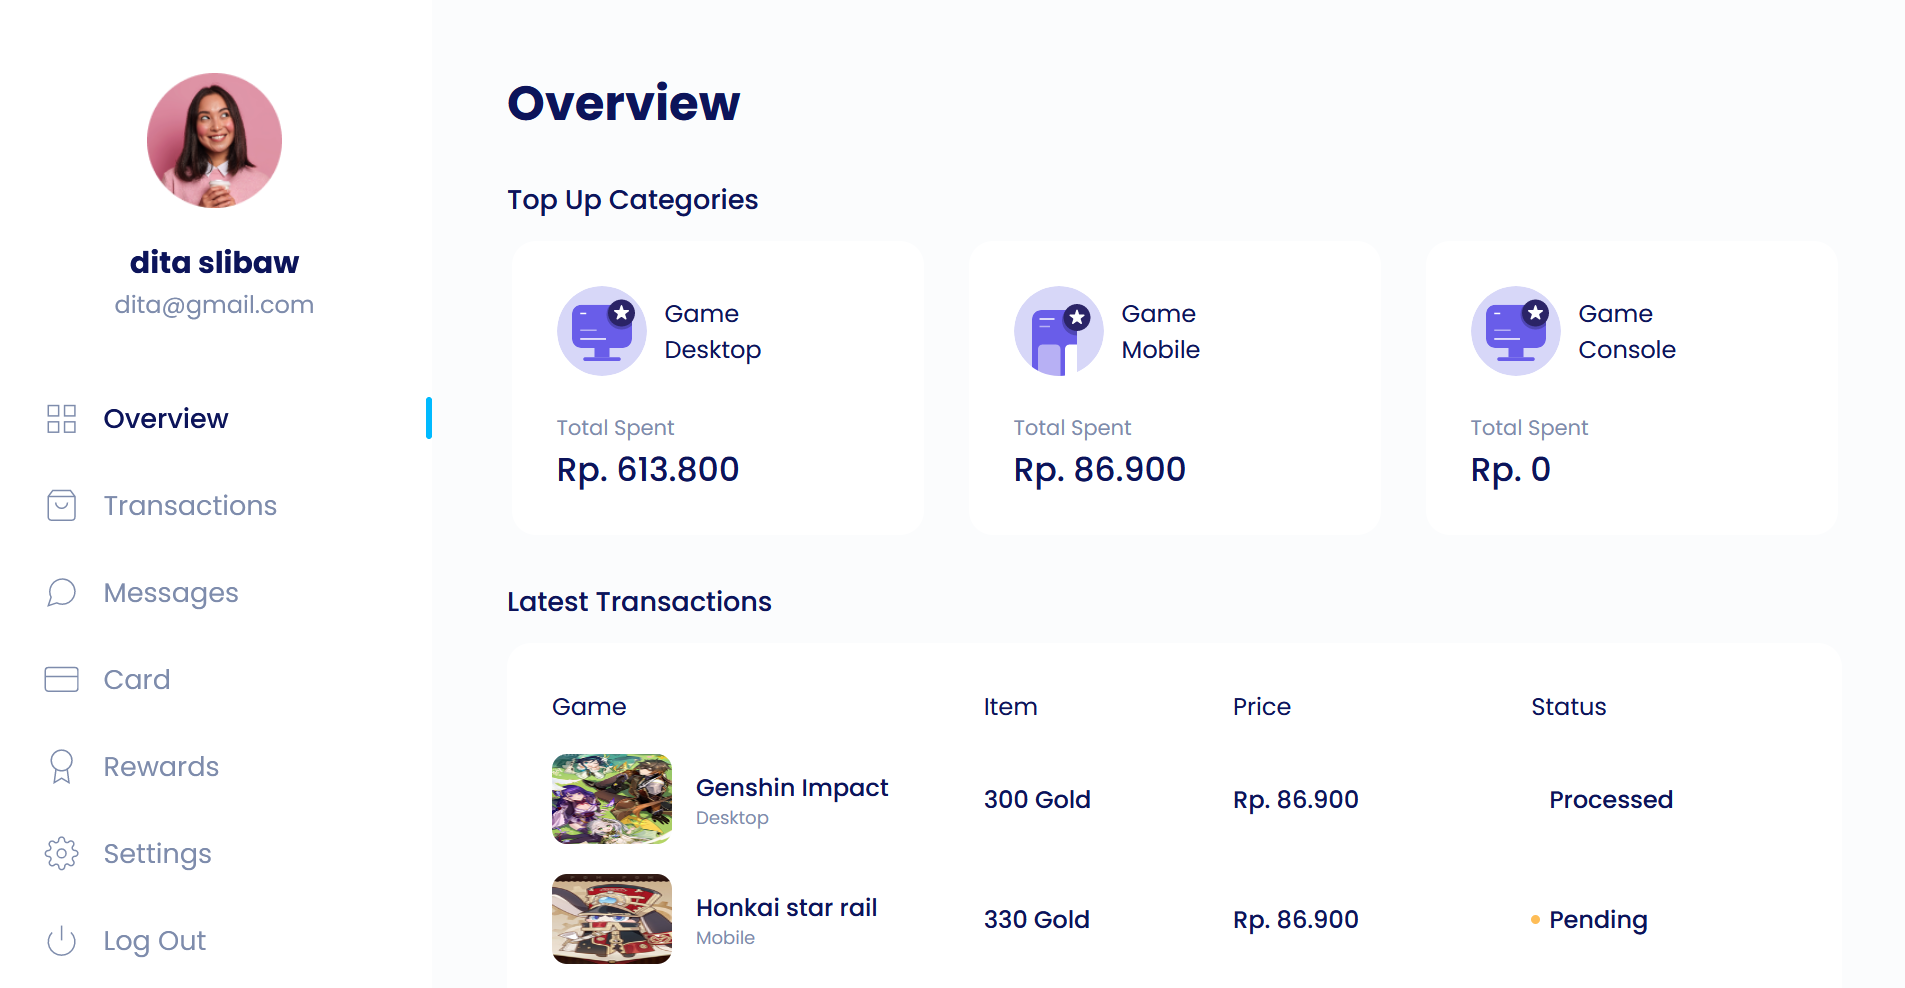 dita slibaw
dita@gmail.com
Overview
Transactions
Messages
Card
Rewards
Settings
Log Out
Overview
Top Up Categories
Game
Desktop
Total Spent
Rp. 613.800
Game
Mobile
Total Spent
Rp. 86.900
Game
Console
Total Spent
Rp. 0
Latest Transactions
Game Item Price Status
Genshin Impact
Desktop
300 Gold Rp. 86.900 Processed
Honkai star rail
Mobile
330 Gold Rp. 86.900 Pending